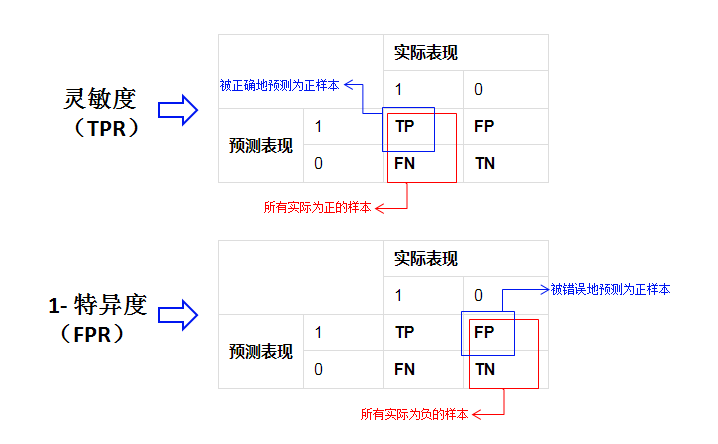 实际表现
被正确地预测为正样本
1 0
灵敏度
（TPR）
预测表现
1 TP FP
0 FN TN
所有实际为正的样本
实际表现
1 0
被错误地预测为正样本
1- 特异度
（FPR）
预测表现
1 TP FP
0 FN TN
所有实际为负的样本